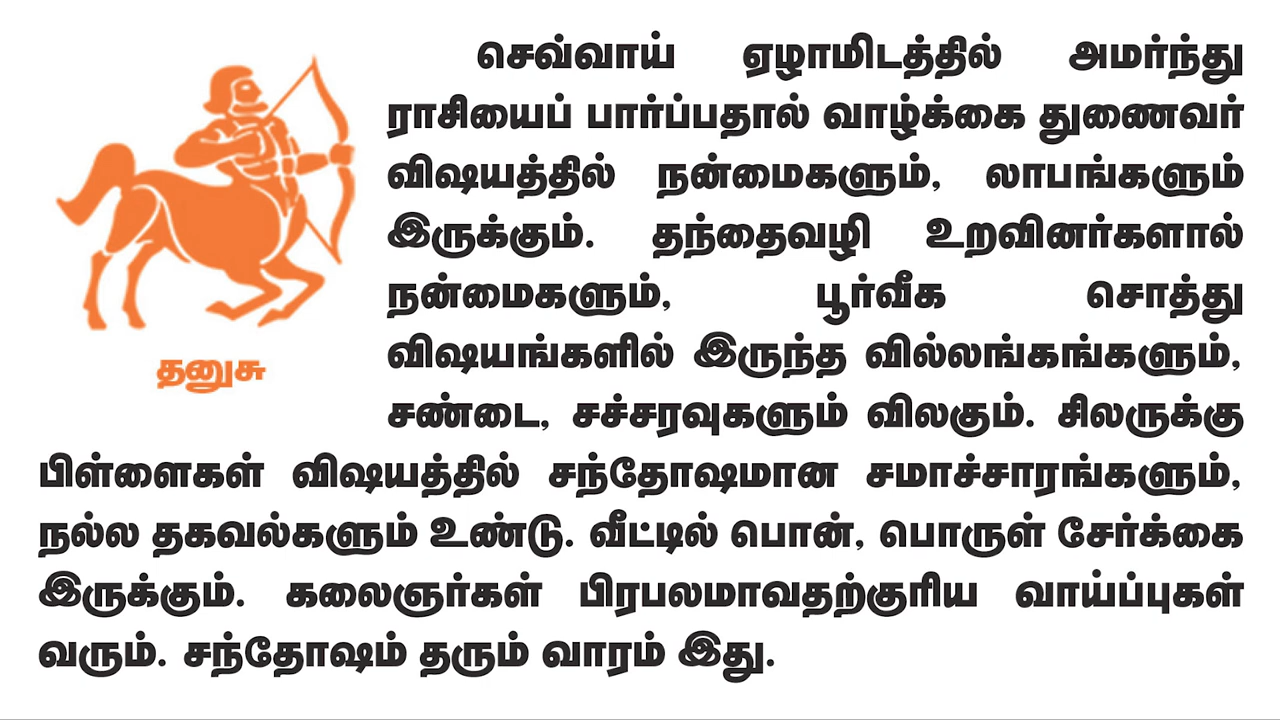 செவ்வாய் ஏழாமிடத்தில் அமர்ந்து
ராசியைப் பார்ப்பதால் வாழ்க்கை துணைவர்
விஷயத்தில் நன்மைகளும், லாபங்களும்
இருக்கும். தந்தைவழி உறவினர்களால்
நன்மைகளும், பூர்வீக சொத்து
விஷயங்களில் இருந்த வில்லங்கங்களும்,
சண்டை, சச்சரவுகளும் விலகும். சிலருக்கு
தனுசு
பிள்ளைகள் விஷயத்தில் சந்தோஷமான சமாச்சாரங்களும்,
நல்ல தகவல்களும் உண்டு. வீட்டில் பொன், பொருள் சேர்க்கை
இருக்கும். கலைஞர்கள் பிரபலமாவதற்குரிய வாய்ப்புகள்
வரும். சந்தோஷம் தரும் வாரம் இது.